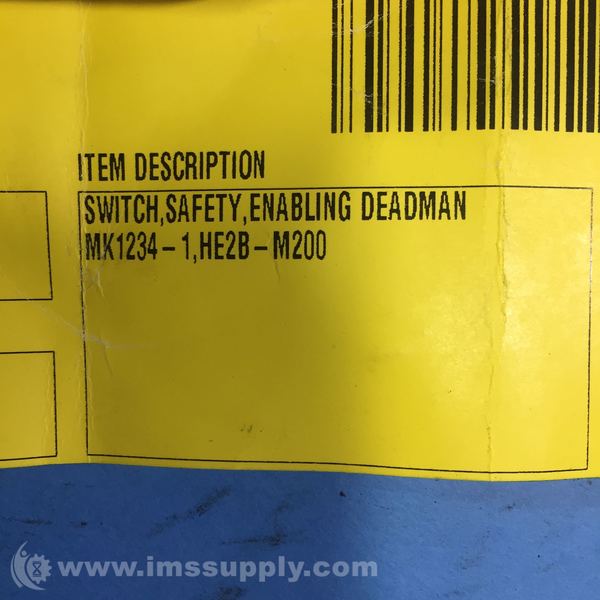 ITEM DESCRIPTION
SWITCH,SAFETY,ENABLING DEADMAN
MK1234-1,HE2B-M200
www.imssupply.com